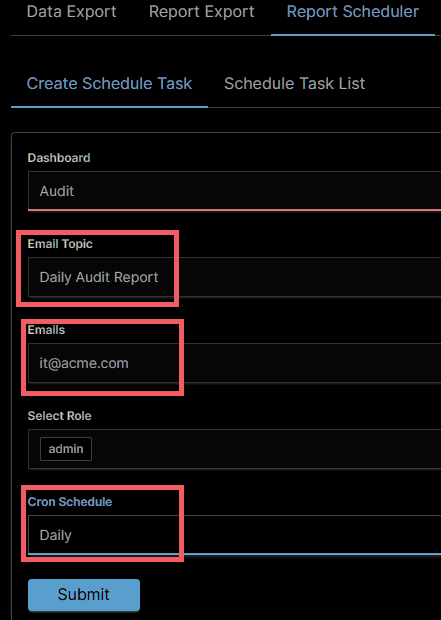 Data Export Report Export Report Scheduler
Create Schedule Task Schedule Task List
Dashboard
Audit
Email Topic
Daily Audit Report
Emails
it@acme.com
Select Role
admin
Cron Schedule
Daily
Submit